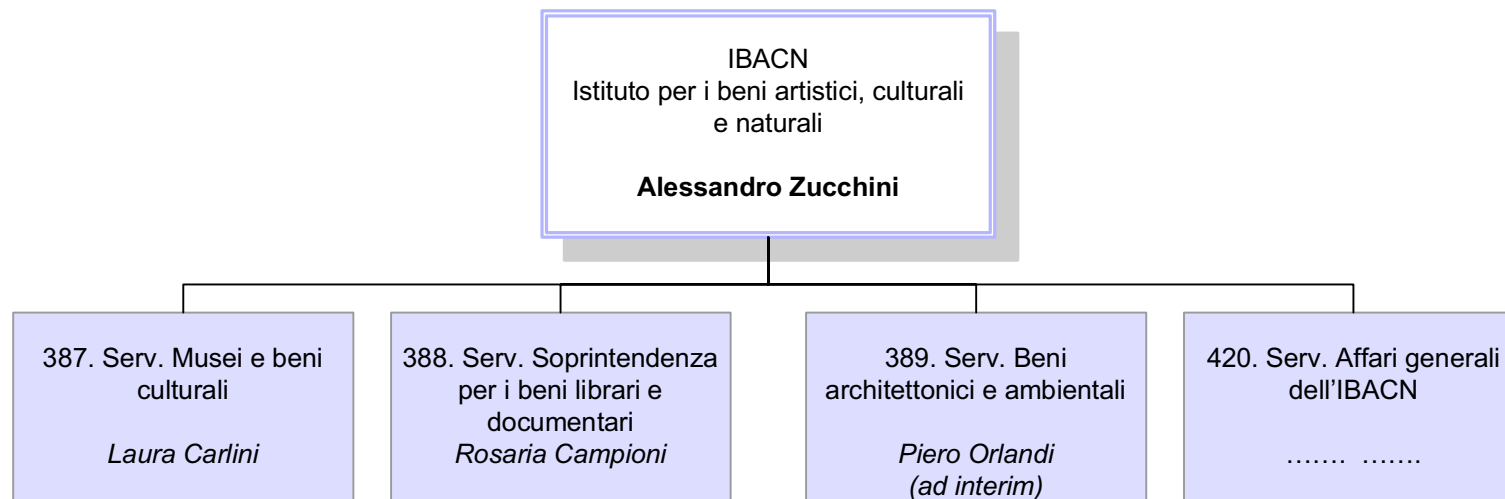 IBACN
Istituto per i beni artistici, culturali
e naturali
Alessandro Zucchini
387. Serv. Musei e beni
culturali
Laura Carlini
388. Serv. Soprintendenza
per i beni librari e
documentari
Rosaria Campioni
389. Serv. Beni
architettonici e ambientali
Piero Orlandi
(ad interim)
420. Serv. Affari generali
dell’IBACN
……. …….